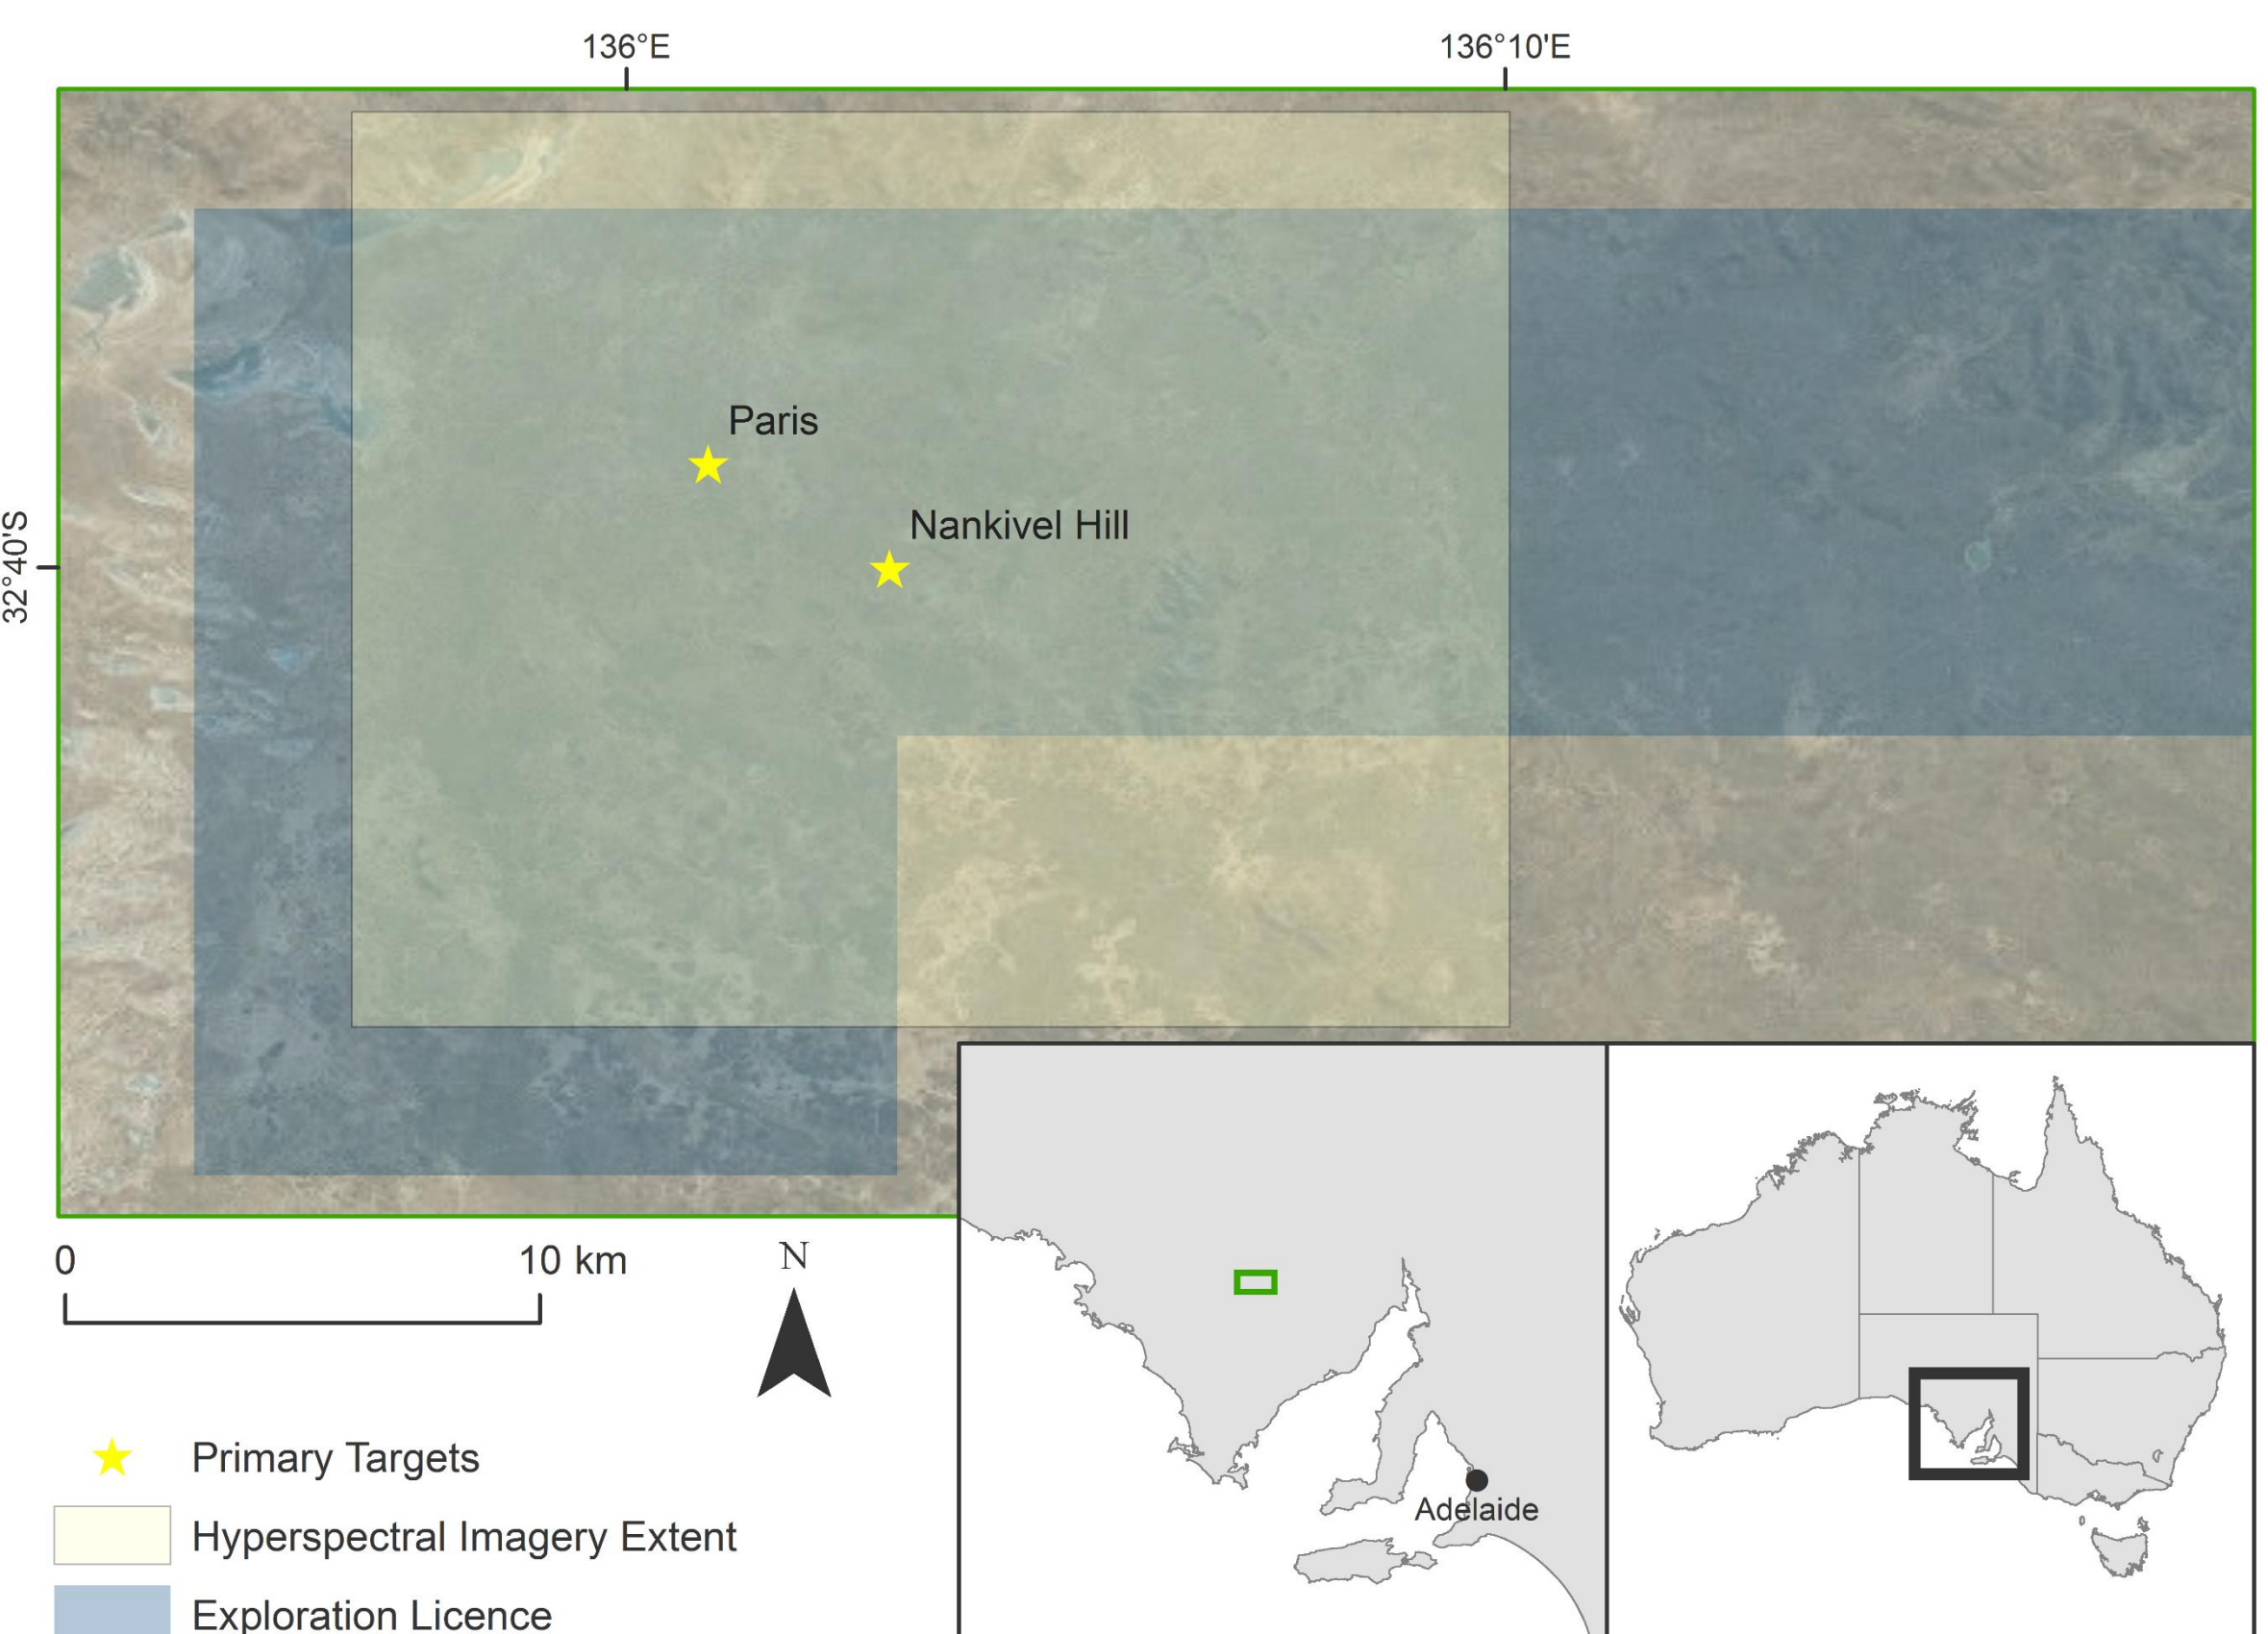 136°E
136°10'E
32°40'S
Paris
Nankivel Hill
0
10 km
N
Primary Targets
Hyperspectral Imagery Extent
Exploration Licence
Adelaide